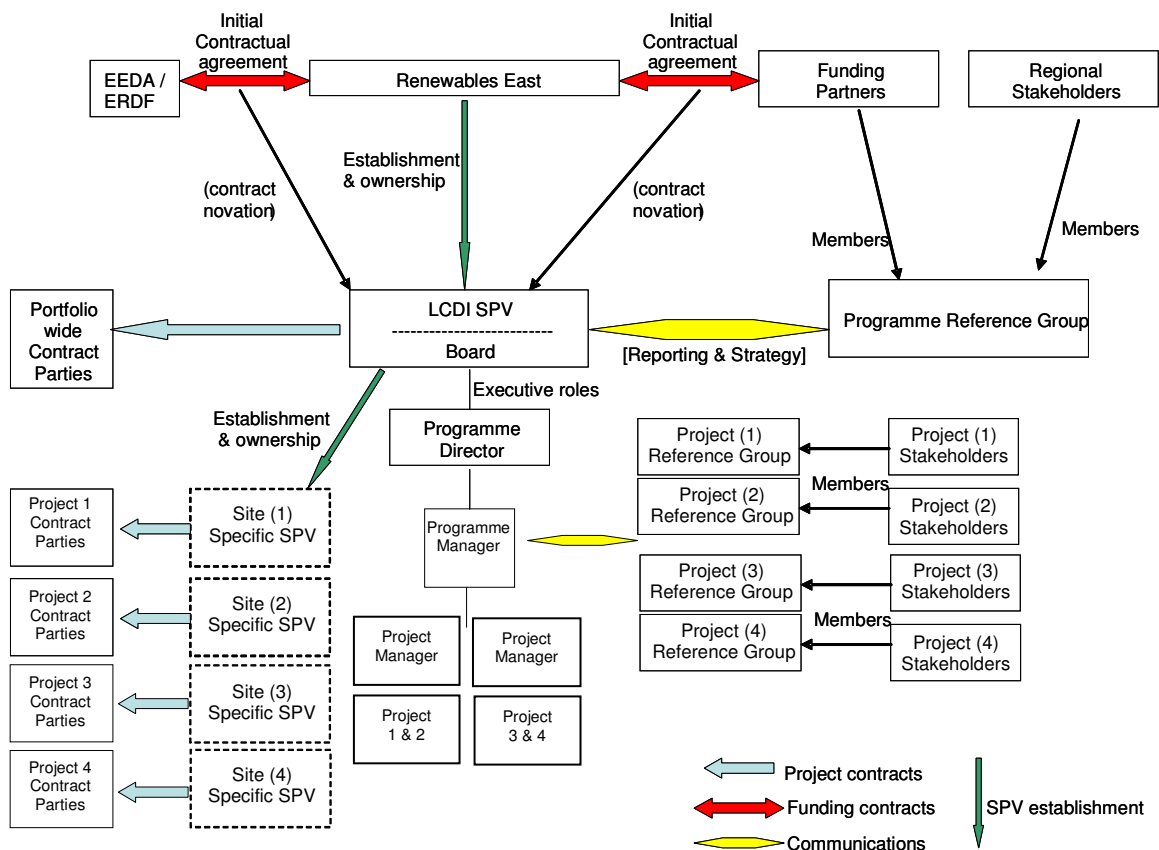 Initial
Contractual
agreement
Initial
Contractual
agreement
EEDA /
ERDF
Renewables East
Funding
Partners
Regional
Stakeholders
Establishment
& ownership
(contract
novation)
(contract
novation)
Members
Members
Portfolio
wide
Contract
Parties
LCDI SPV
--------------------------
Board
Programme Reference Group
[Reporting & Strategy]
Executive roles
Establishment
& ownership
Programme
Director
Project (1)
Reference Group
Project (1)
Stakeholders
Members
Project (2)
Reference Group
Project (2)
Stakeholders
Project 1
Contract
Parties
Site (1)
Specific SPV
Programme
Manager
Project (3)
Reference Group
Project (3)
Stakeholders
Members
Project (4)
Reference Group
Project (4)
Stakeholders
Project 2
Contract
Parties
Site (2)
Specific SPV
Project
Manager
Project
Manager
Project 3
Contract
Parties
Site (3)
Specific SPV
Project
1 & 2
Project
3 & 4
Project 4
Contract
Parties
Site (4)
Specific SPV
Project contracts
Funding contracts
SPV establishment
Communications